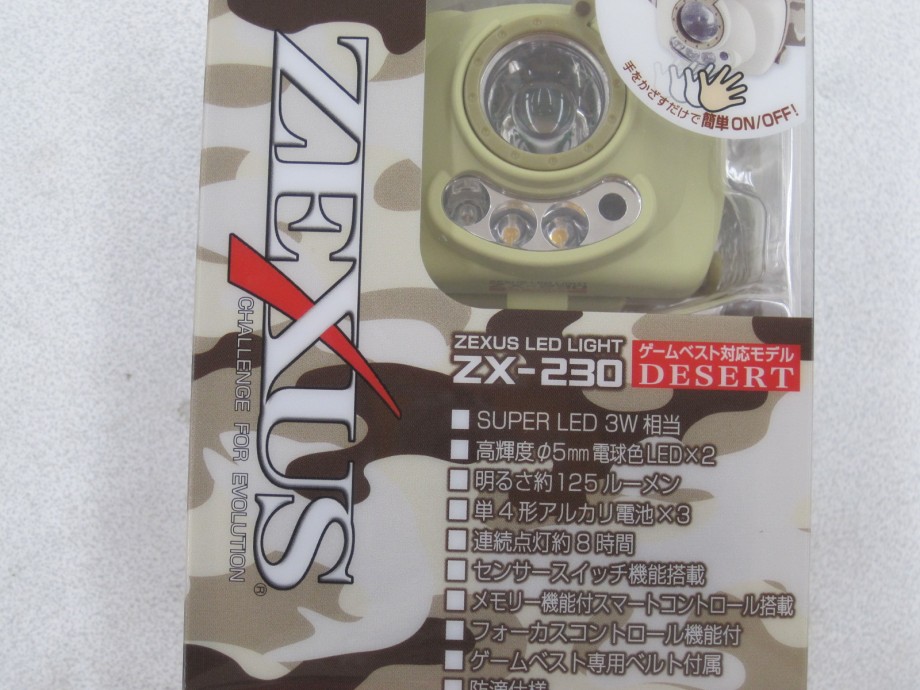 手をかざすだけで簡単ON/OFF!
ZEXUS
CHALLENGE FOR EVOLUTION
®
ZEXUS LED LIGHT
ZX-230
ゲームベスト対応モデル
DESERT
SUPER LED 3W相当
高輝度φ5mm電球色LED×2
明るさ約125ルーメン
単4形アルカリ電池×3
連続点灯約8時間
センサースイッチ機能搭載
メモリー機能付スマートコントロール搭載
フォーカスコントロール機能付
ゲームベスト専用ベルト付属
防滴仕様